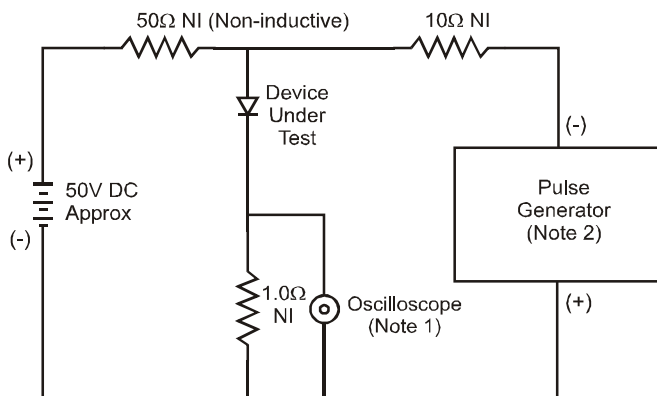 50Ω NI (Non-inductive)
10Ω NI
Device
Under
Test
(-)
(+)
50V DC
Approx
(-)
Pulse
Generator
(Note 2)
1.0Ω
NI
Oscilloscope
(Note 1)
(+)